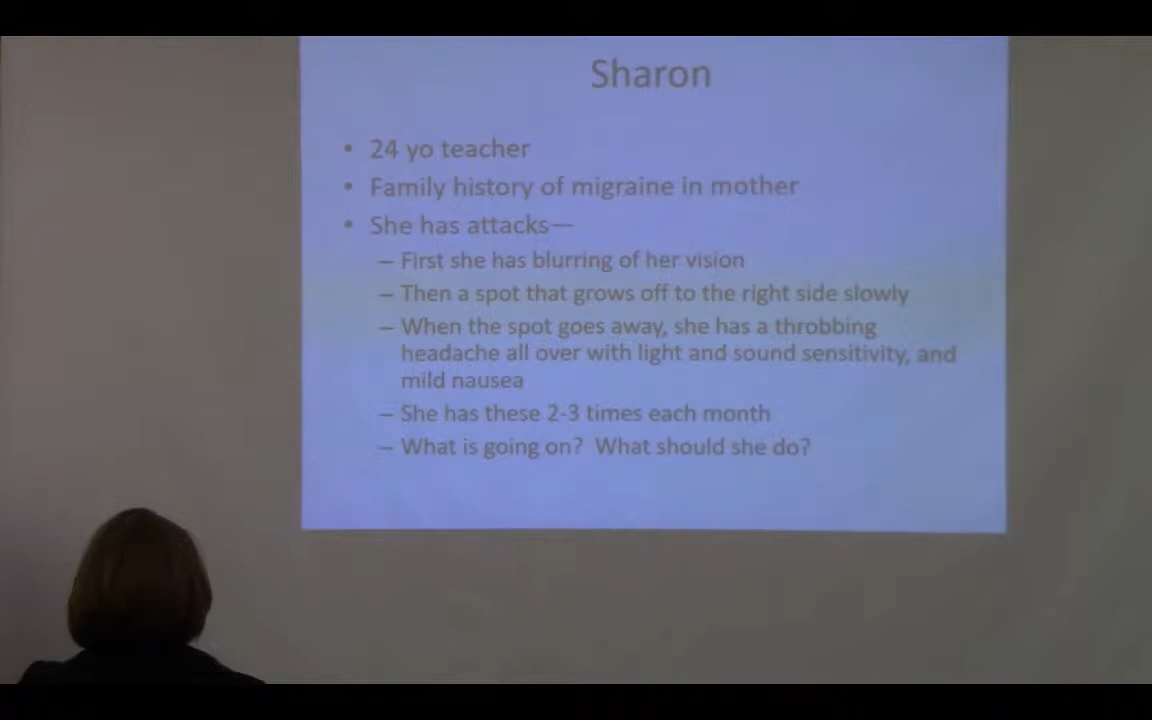 Sharon
• 24 yo teacher
• Family history of migraine in mother
• She has attacks—
– First she has blurring of her vision
– Then a spot that grows off to the right side slowly
– When the spot goes away, she has a throbbing
headache all over with light and sound sensitivity, and
mild nausea
– She has these 2-3 times each month
– What is going on?  What should she do?